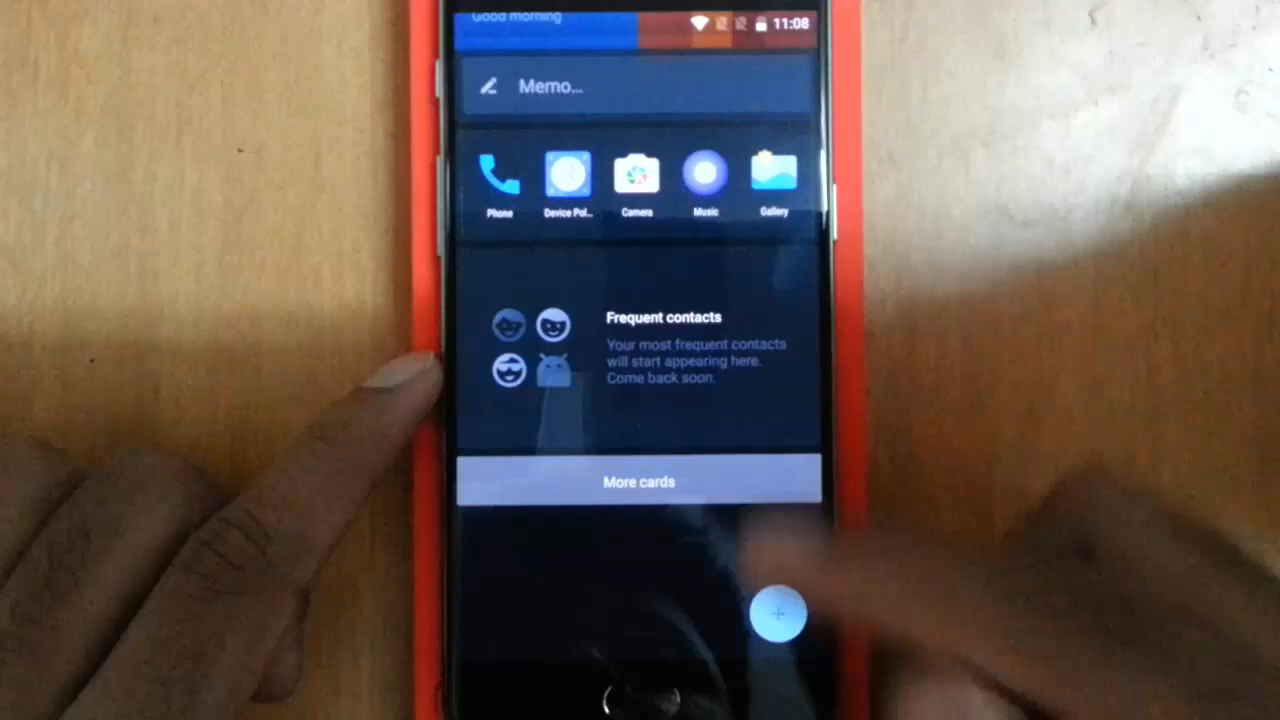 Good morning
11:08
Memo...
Phone
Device Pol...
Camera
Music
Gallery
Frequent contacts
Your most frequent contacts
will start appearing here.
Come back soon.
More cards